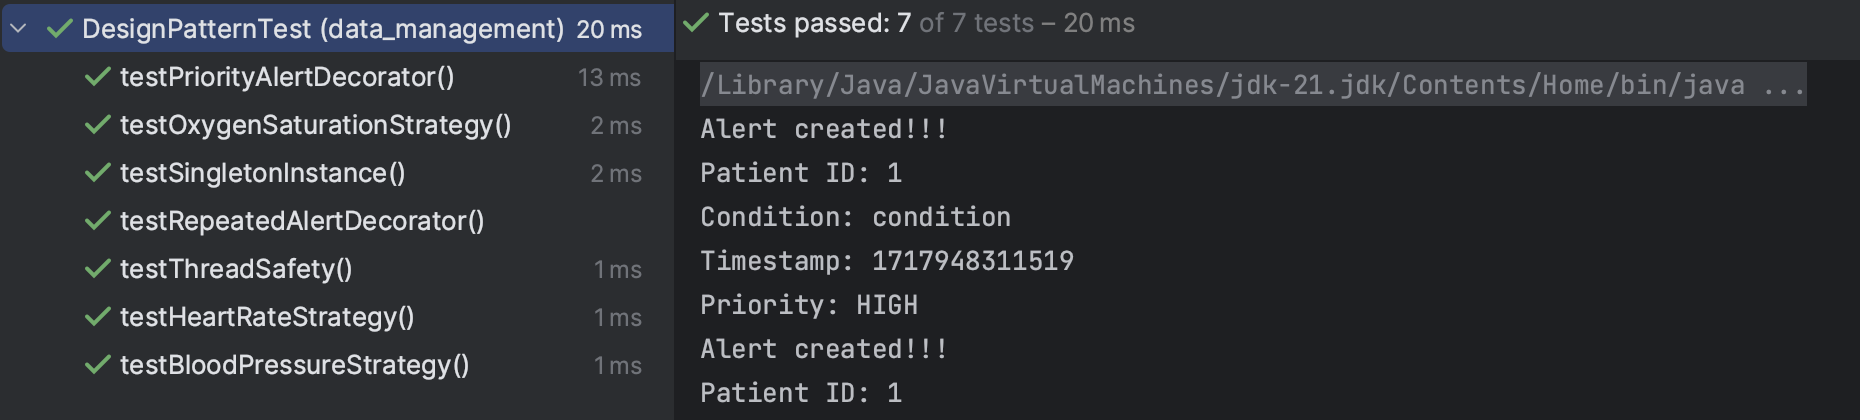 DesignPatternTest (data_management) 20 ms
testPriorityAlertDecorator() 13 ms
testOxygenSaturationStrategy() 2 ms
testSingletonInstance() 2 ms
testRepeatedAlertDecorator()
testThreadSafety() 1 ms
testHeartRateStrategy() 1 ms
testBloodPressureStrategy() 1 ms
Tests passed: 7 of 7 tests – 20 ms
/Library/Java/JavaVirtualMachines/jdk-21.jdk/Contents/Home/bin/java ...
Alert created!!!
Patient ID: 1
Condition: condition
Timestamp: 1717948311519
Priority: HIGH
Alert created!!!
Patient ID: 1